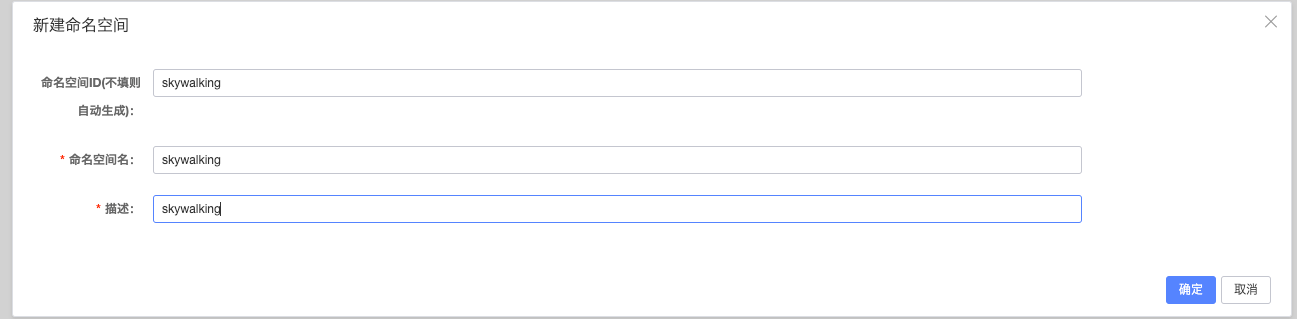 新建命名空间
命名空间ID(不填则
自动生成):
skywalking
* 命名空间名:
skywalking
* 描述:
skywalking
确定
取消